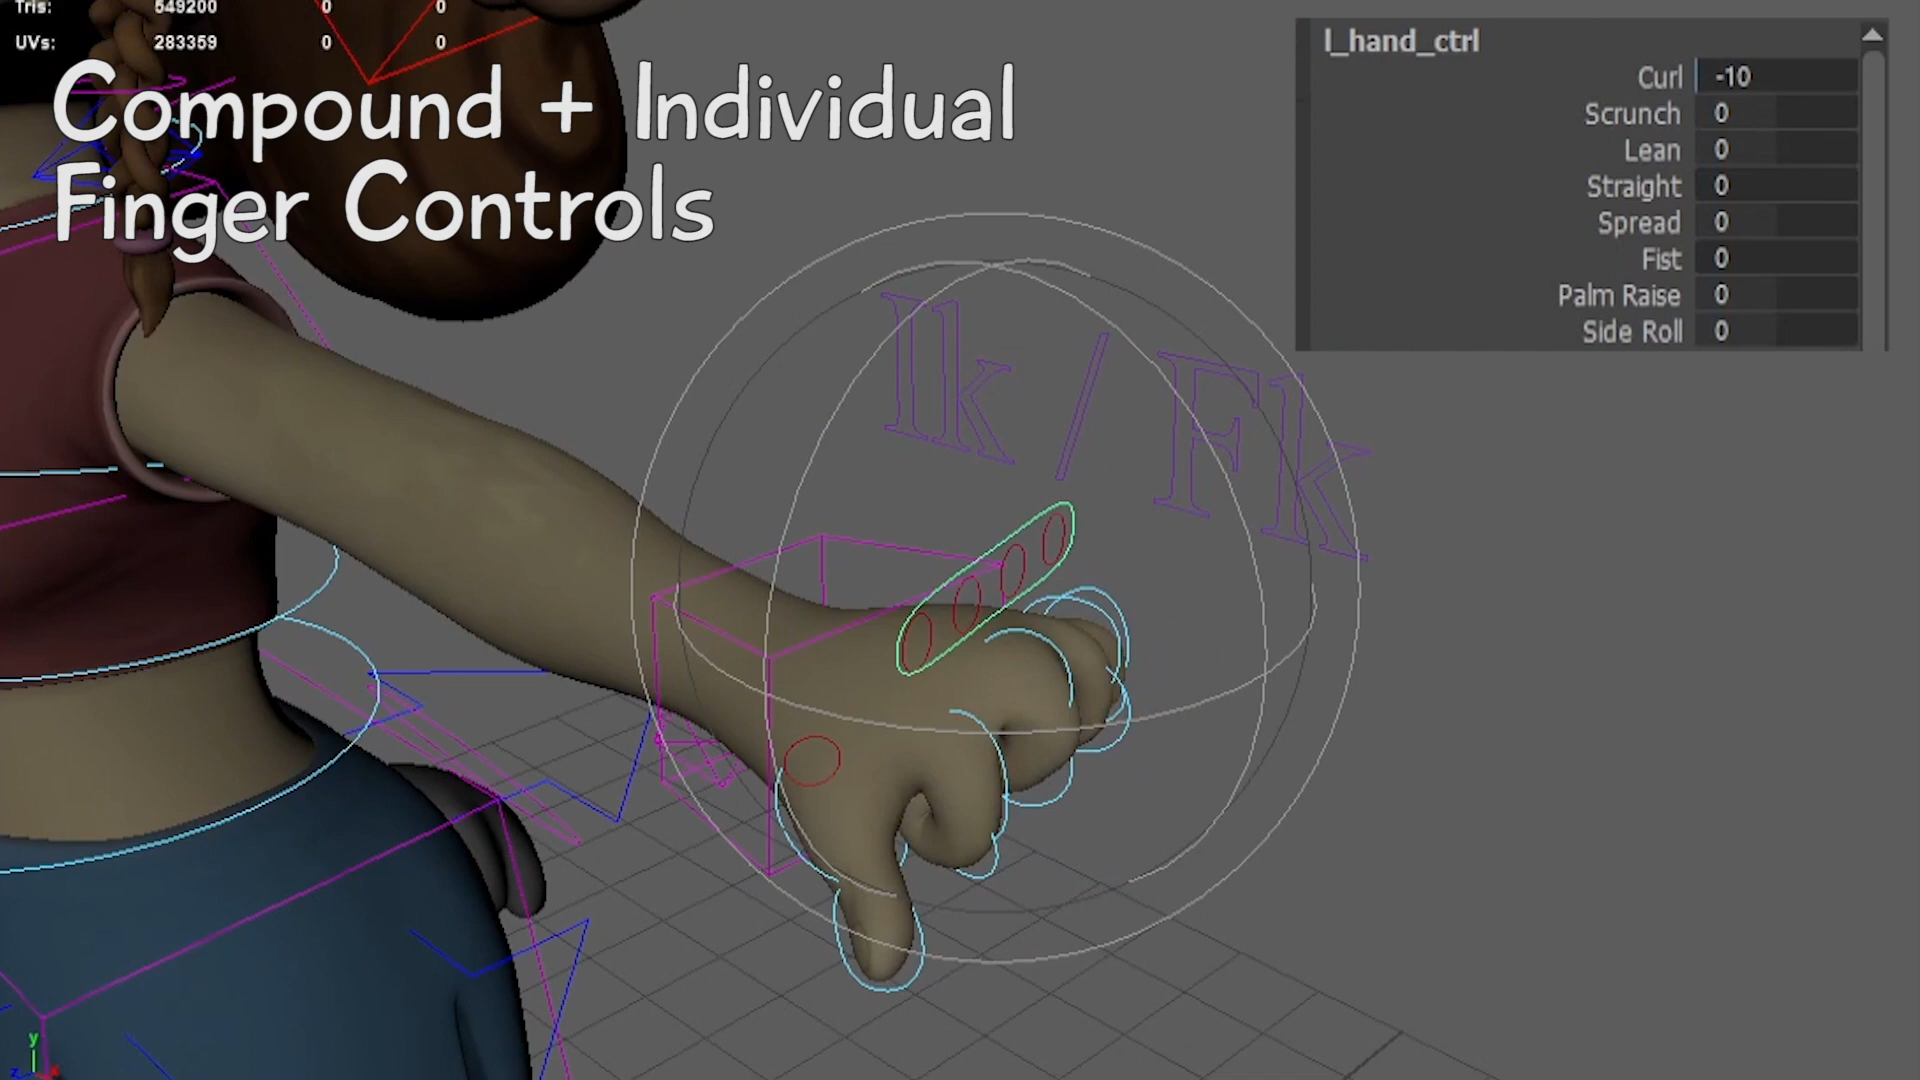 Tris: 549200 0 0
UVs: 283359 0 0
Compound + Individual
Finger Controls
l_hand_ctrl
Curl -10
Scrunch 0
Lean 0
Straight 0
Spread 0
Fist 0
Palm Raise 0
Side Roll 0
Ik / Fk
y
z x